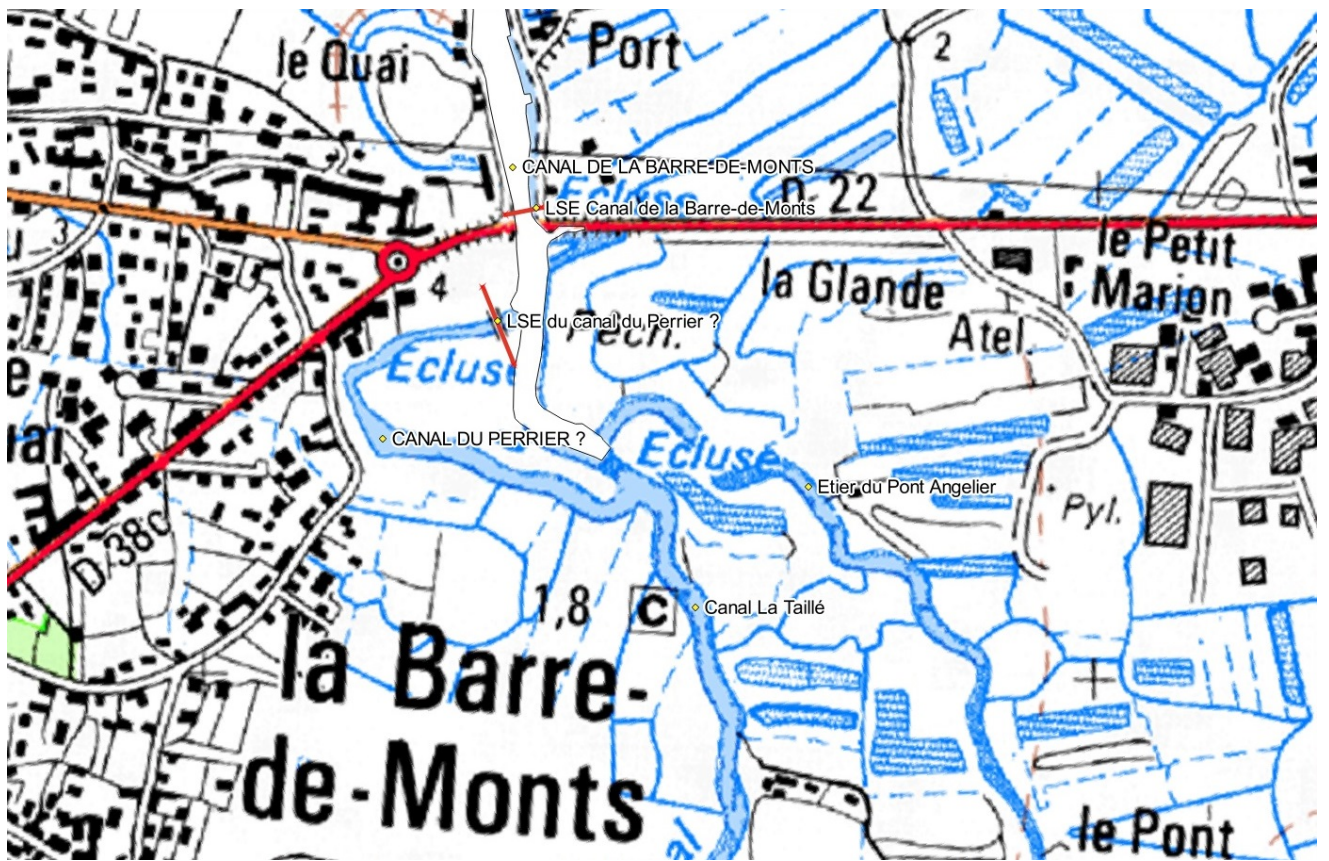 Port
le Quai
2
CANAL DE LA BARRE-DE-MONTS
Ecluse
LSE Canal de la Barre-de-Monts
D 22
3
le Petit
Marion
4
la Glande
LSE du canal du Perrier ?
Pech.
Atel
Ecluse
CANAL DU PERRIER ?
Ecluse
Etier du Pont Angelier
Pyl.
D 38c
1,8
C
Canal La Taillé
la Barre-
de-Monts
le Pont